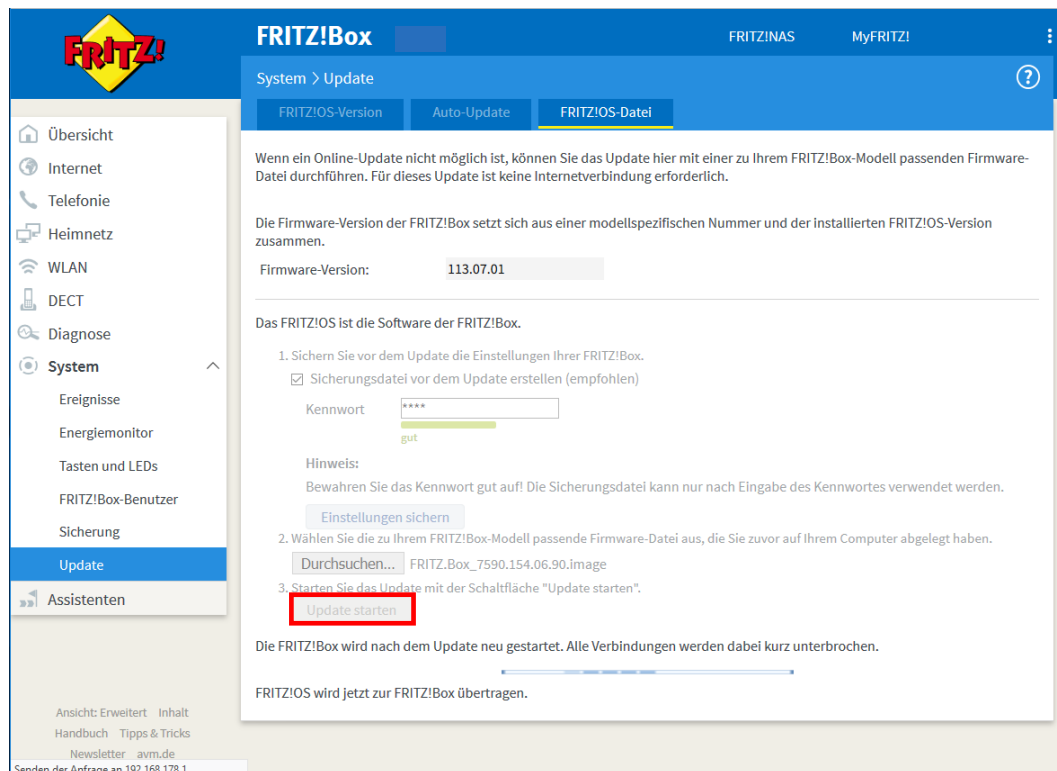 FRITZ!
FRITZ!Box
FRITZ!NAS
MyFRITZ!
System > Update
FRITZ!OS-Version
Auto-Update
FRITZ!OS-Datei
Übersicht
Internet
Telefonie
Heimnetz
WLAN
DECT
Diagnose
System
Ereignisse
Energiemonitor
Tasten und LEDs
FRITZ!Box-Benutzer
Sicherung
Update
Assistenten
Ansicht: Erweitert Inhalt
Handbuch Tipps & Tricks
Newsletter avm.de
Senden der Anfrage an 192.168.178.1
Wenn ein Online-Update nicht möglich ist, können Sie das Update hier mit einer zu Ihrem FRITZ!Box-Modell passenden Firmware-
Datei durchführen. Für dieses Update ist keine Internetverbindung erforderlich.
Die Firmware-Version der FRITZ!Box setzt sich aus einer modellspezifischen Nummer und der installierten FRITZ!OS-Version
zusammen.
Firmware-Version: 113.07.01
Das FRITZ!OS ist die Software der FRITZ!Box.
1. Sichern Sie vor dem Update die Einstellungen Ihrer FRITZ!Box.
Sicherungsdatei vor dem Update erstellen (empfohlen)
Kennwort ****
gut
Hinweis:
Bewahren Sie das Kennwort gut auf! Die Sicherungsdatei kann nur nach Eingabe des Kennwortes verwendet werden.
Einstellungen sichern
2. Wählen Sie die zu Ihrem FRITZ!Box-Modell passende Firmware-Datei aus, die Sie zuvor auf Ihrem Computer abgelegt haben.
Durchsuchen... FRITZ.Box_7590.154.06.90.image
3. Starten Sie das Update mit der Schaltfläche "Update starten".
Update starten
Die FRITZ!Box wird nach dem Update neu gestartet. Alle Verbindungen werden dabei kurz unterbrochen.
FRITZ!OS wird jetzt zur FRITZ!Box übertragen.